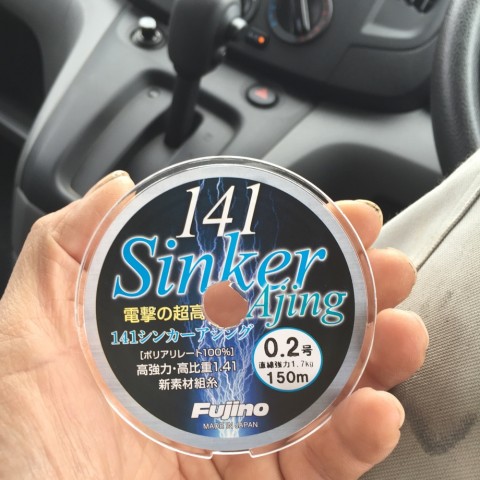 141
Sinker
Ajing
電撃の超高
141シンカーアジング
[ポリアリレート100%]
高強力・高比重1.41
新素材組糸
0.2号
直線強力1.7kg
150m
Fujino
MADE IN JAPAN